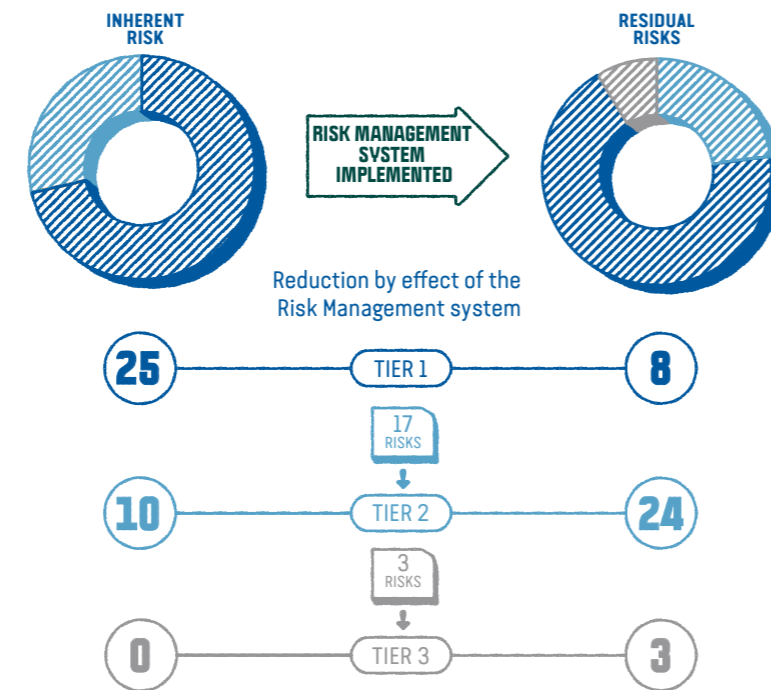 INHERENT
RISK
RESIDUAL
RISKS
RISK MANAGEMENT
SYSTEM
IMPLEMENTED
Reduction by effect of the
Risk Management system
25
TIER 1
8
17
RISKS
10
TIER 2
24
3
RISKS
0
TIER 3
3